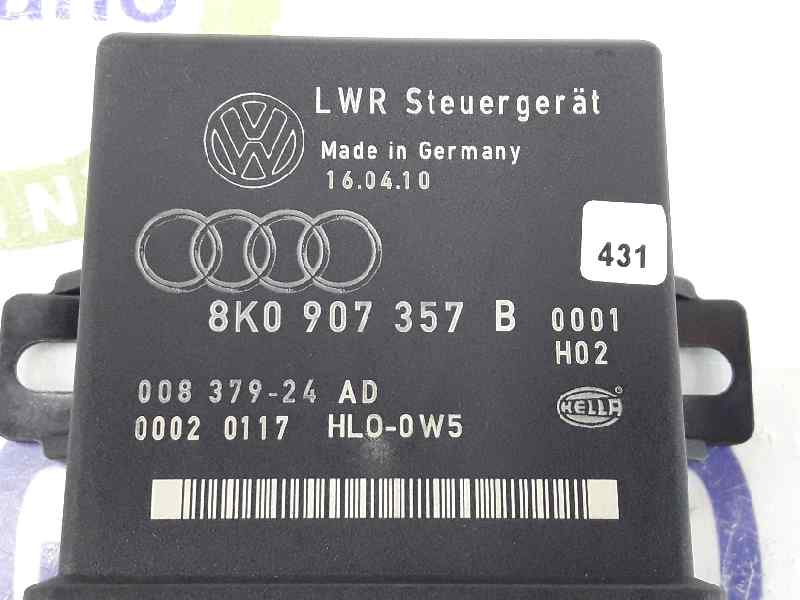 LWR Steuergerät
Made in Germany
16.04.10
431
8K0 907 357 B 0001
H02
008 379-24 AD
HELLA
0002 0117 HLO-0W5